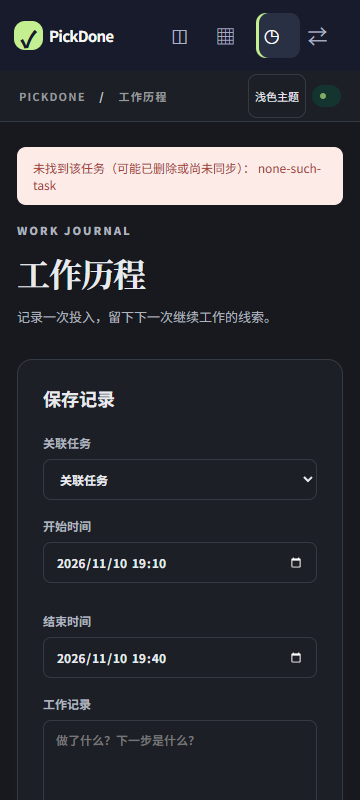 PickDone
PICKDONE / 工作历程
浅色主题
未找到该任务（可能已删除或尚未同步）： none-such-
task
WORK JOURNAL
工作历程
记录一次投入，留下下一次继续工作的线索。
保存记录
关联任务
关联任务
开始时间
2026/11/10 19:10
结束时间
2026/11/10 19:40
工作记录
做了什么？下一步是什么？